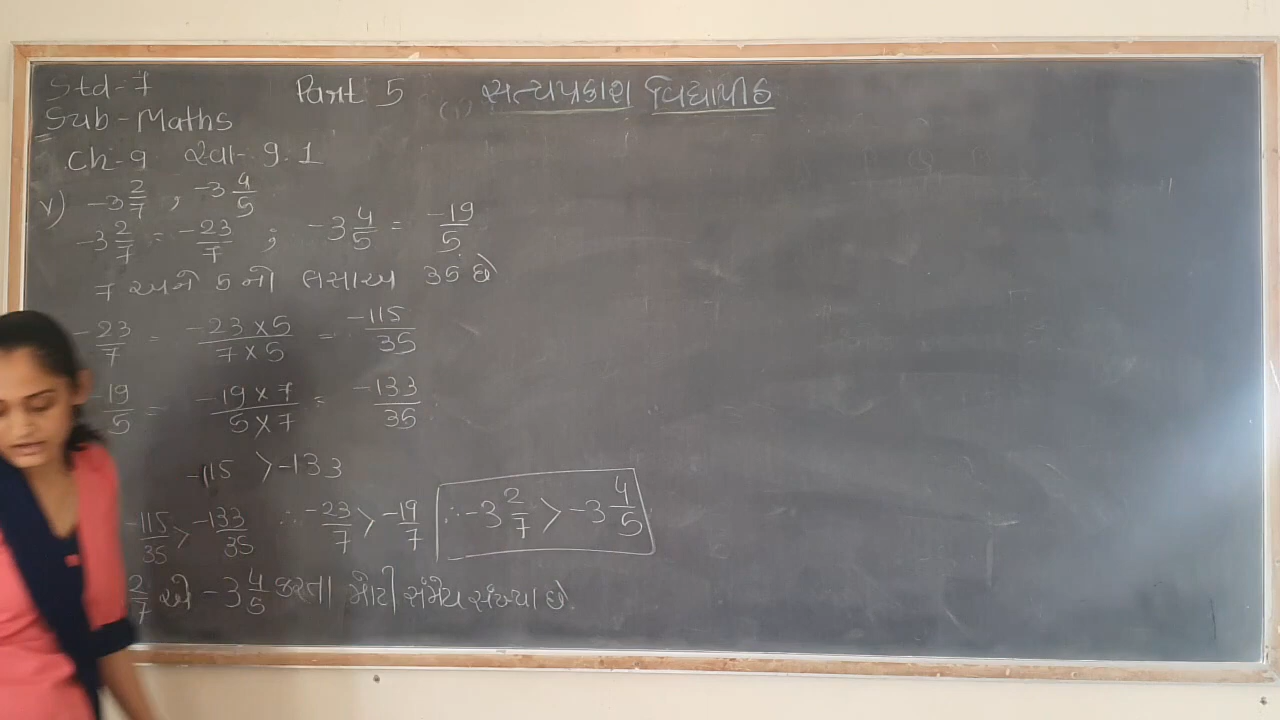 Std-7 Part 5 સત્યપ્રકાશ વિદ્યાપીઠ
Sub-Maths
Ch-9 સ્વા- 9.1
v) -3 2/7 , -3 4/5
-3 2/7 = -23/7 ; -3 4/5 = -19/5
7 અને 5 નો લસાઅ 35 છે
-23/7 = -23×5/7×5 = -115/35
-19/5 = -19×7/5×7 = -133/35
-115 > -133
-115/35 > -133/35 ∴ -23/7 > -19/7 ∴ -3 2/7 > -3 4/5
2/7 એ -3 4/5 કરતા મોટી સંમેય સંખ્યા છે.